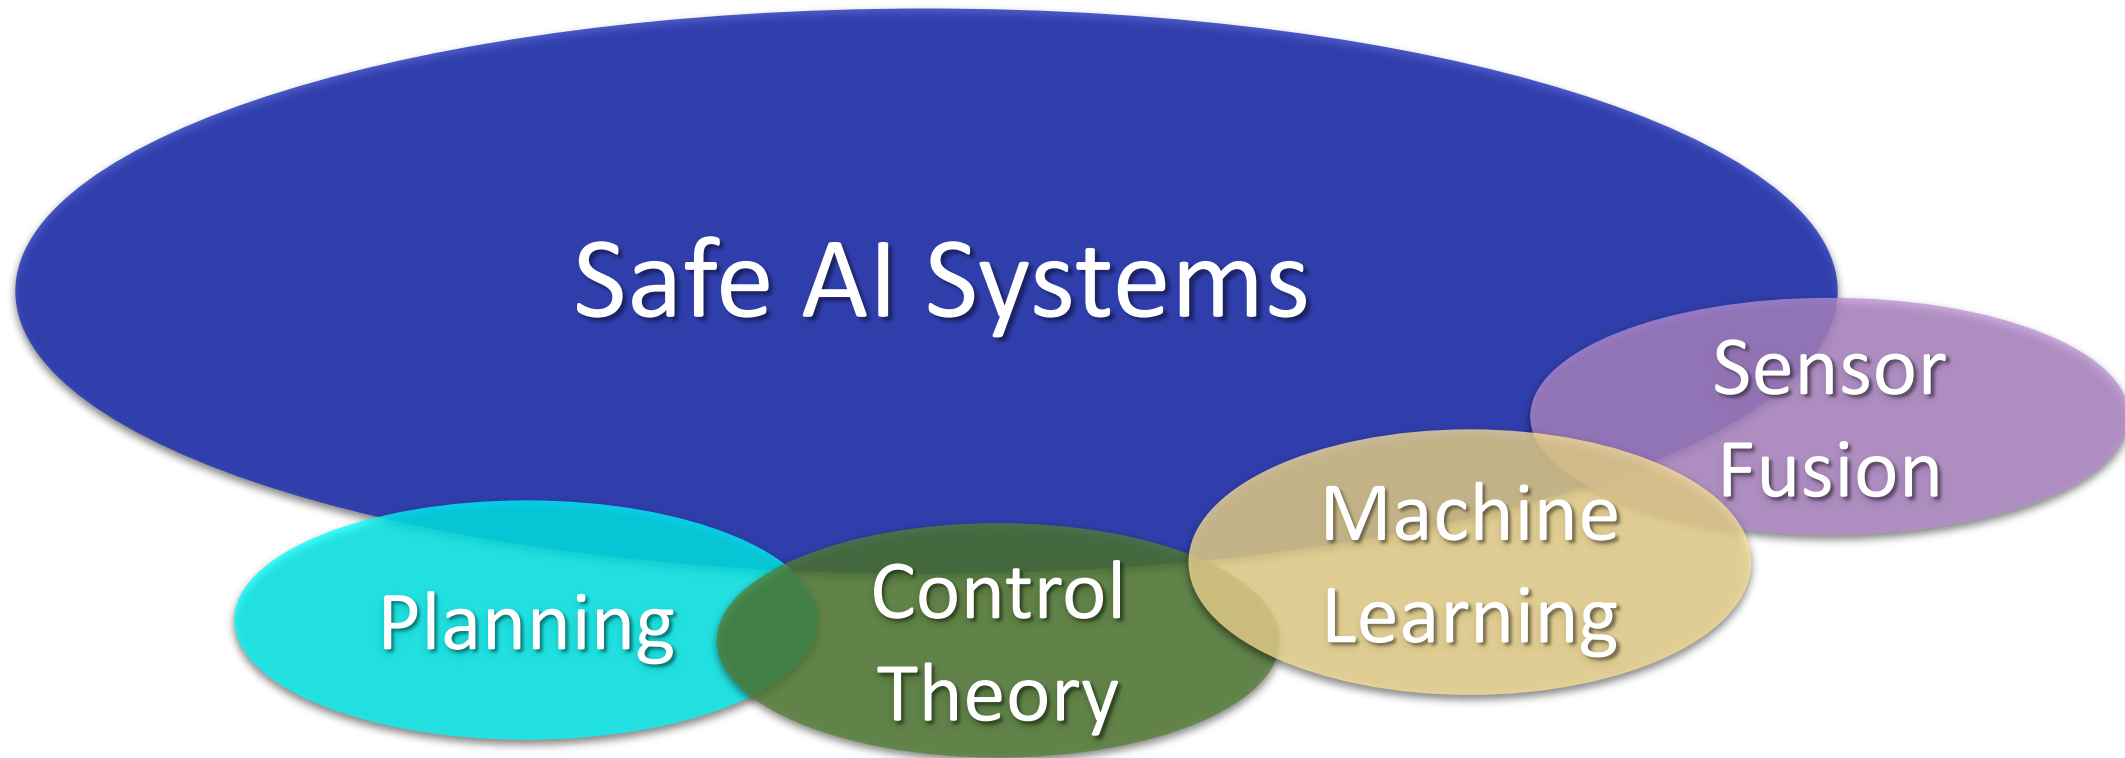 Safe AI Systems
Sensor
Fusion
Machine
Learning
Control
Theory
Planning